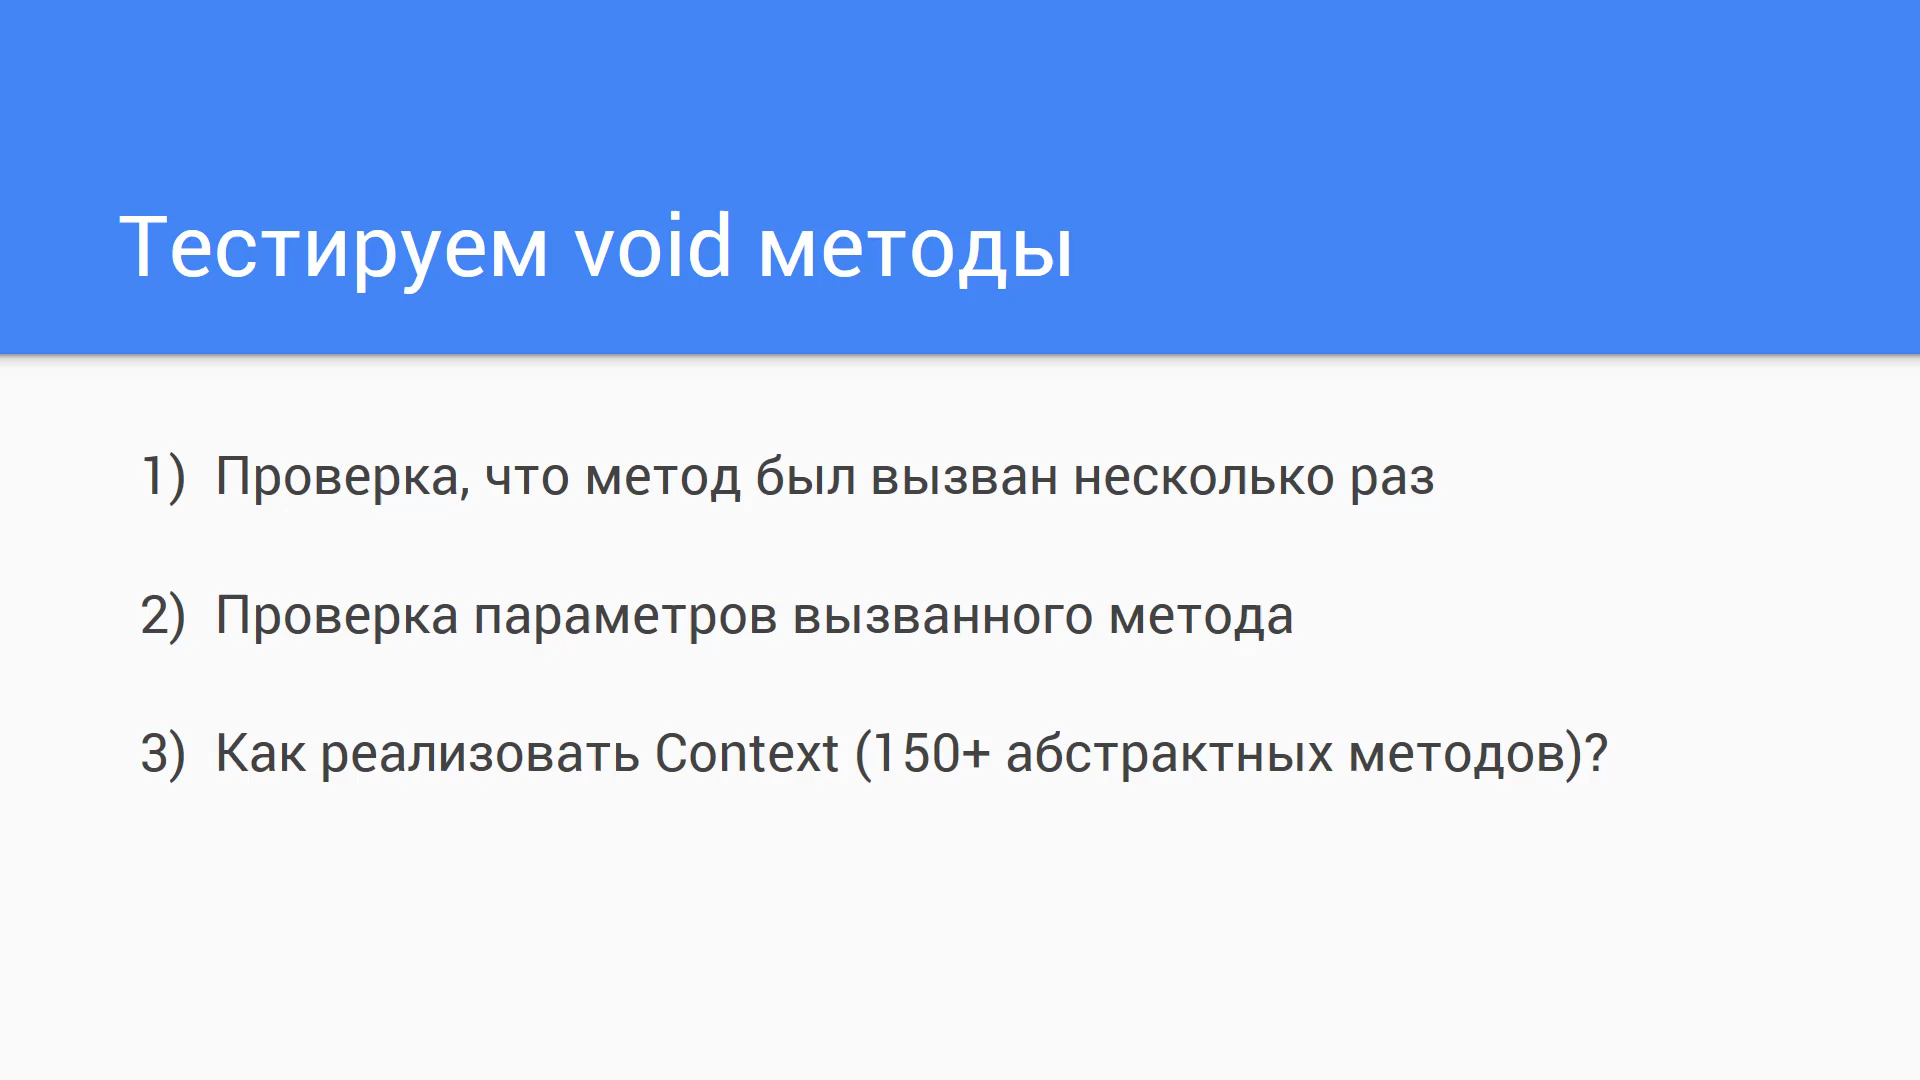 Тестируем void методы
1) Проверка, что метод был вызван несколько раз
2) Проверка параметров вызванного метода
3) Как реализовать Context (150+ абстрактных методов)?